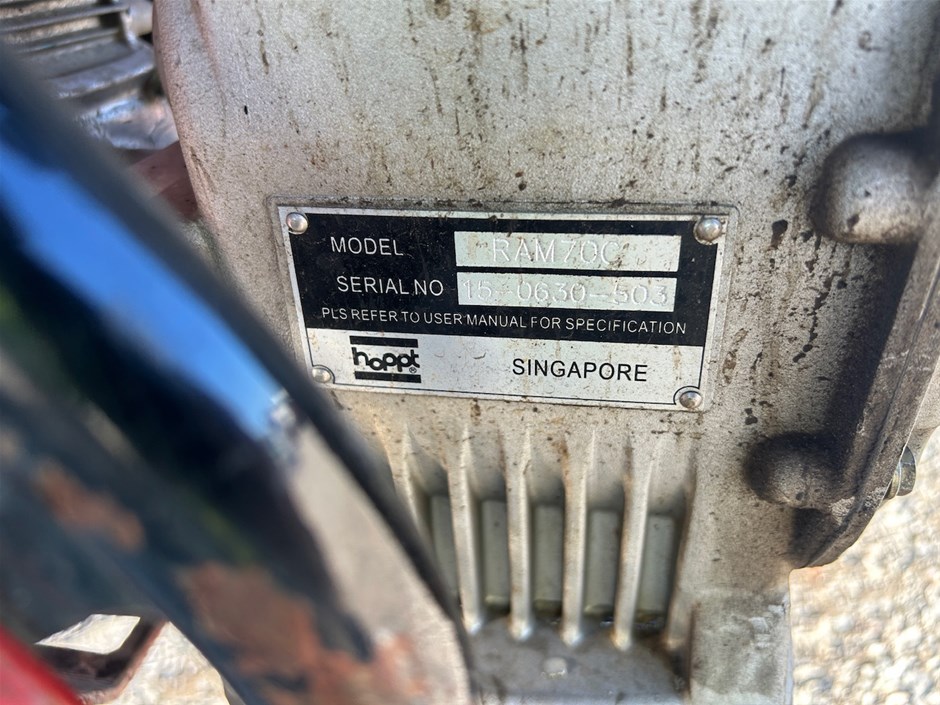 MODEL RAM70C
SERIAL NO 15-0630-503
PLS REFER TO USER MANUAL FOR SPECIFICATION
hoppt® SINGAPORE